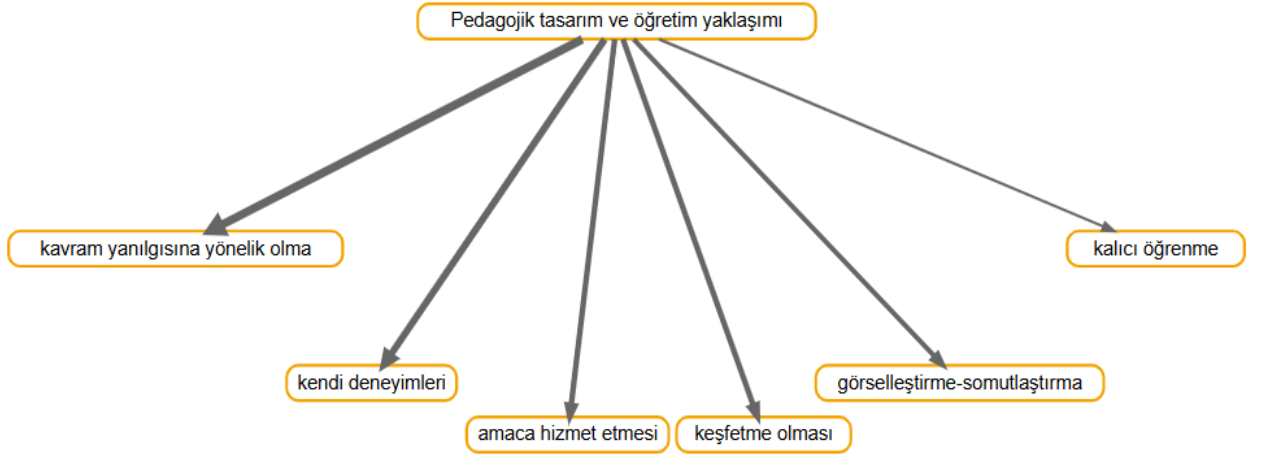 Pedagojik tasarım ve öğretim yaklaşımı
kavram yanılgısına yönelik olma
kalıcı öğrenme
kendi deneyimleri
görselleştirme-somutlaştırma
amaca hizmet etmesi
keşfetme olması